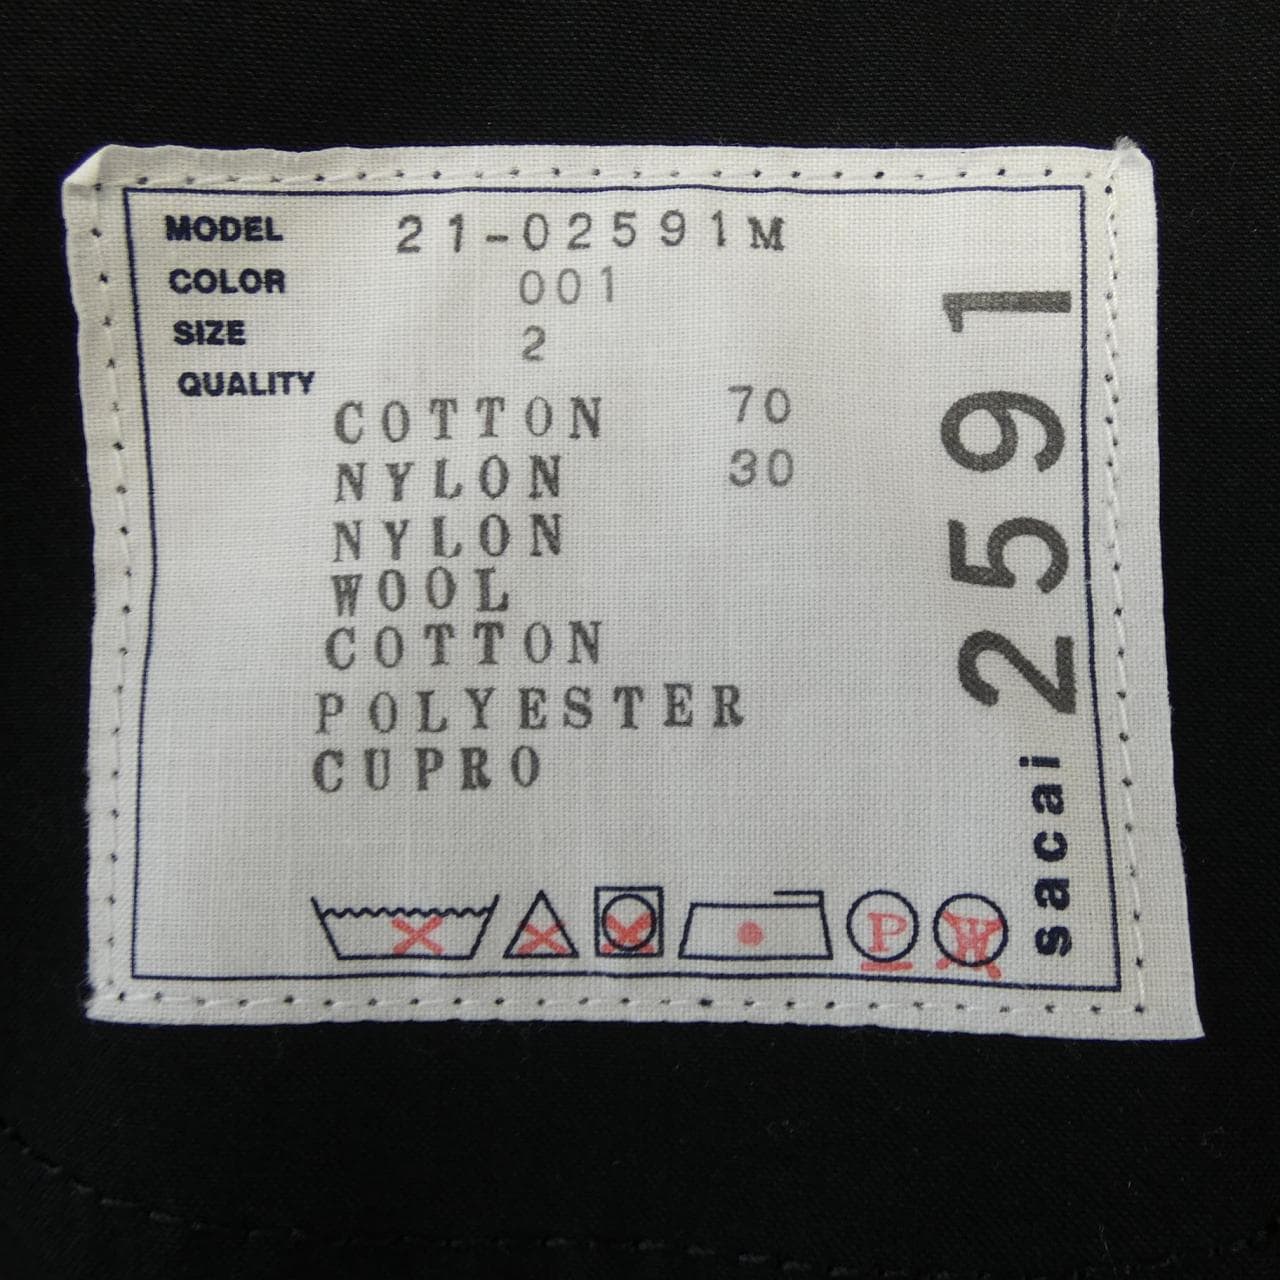 MODEL 21-02591M
COLOR 001
SIZE 2
QUALITY
COTTON 70
NYLON 30
NYLON
WOOL
COTTON
POLYESTER
CUPRO
P W
sacai 2591